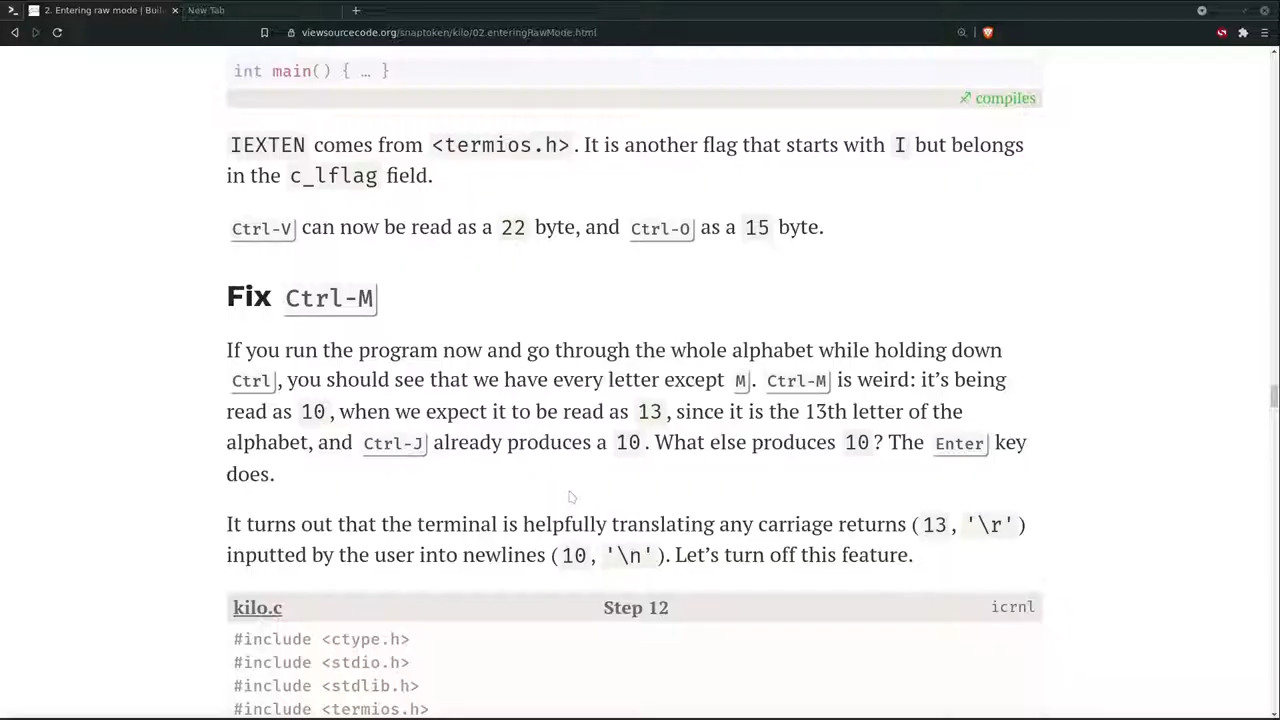 2. Entering raw mode | Buil
New Tab
viewsourcecode.org/snaptoken/kilo/02.enteringRawMode.html
int main() { … }
compiles
IEXTEN comes from <termios.h>. It is another flag that starts with I but belongs
in the c_lflag field.
Ctrl-V can now be read as a 22 byte, and Ctrl-O as a 15 byte.
Fix Ctrl-M
If you run the program now and go through the whole alphabet while holding down
Ctrl, you should see that we have every letter except M. Ctrl-M is weird: it’s being
read as 10, when we expect it to be read as 13, since it is the 13th letter of the
alphabet, and Ctrl-J already produces a 10. What else produces 10? The Enter key
does.
It turns out that the terminal is helpfully translating any carriage returns (13, '\r')
inputted by the user into newlines (10, '\n'). Let’s turn off this feature.
kilo.c Step 12 icrnl
#include <ctype.h>
#include <stdio.h>
#include <stdlib.h>
#include <termios.h>